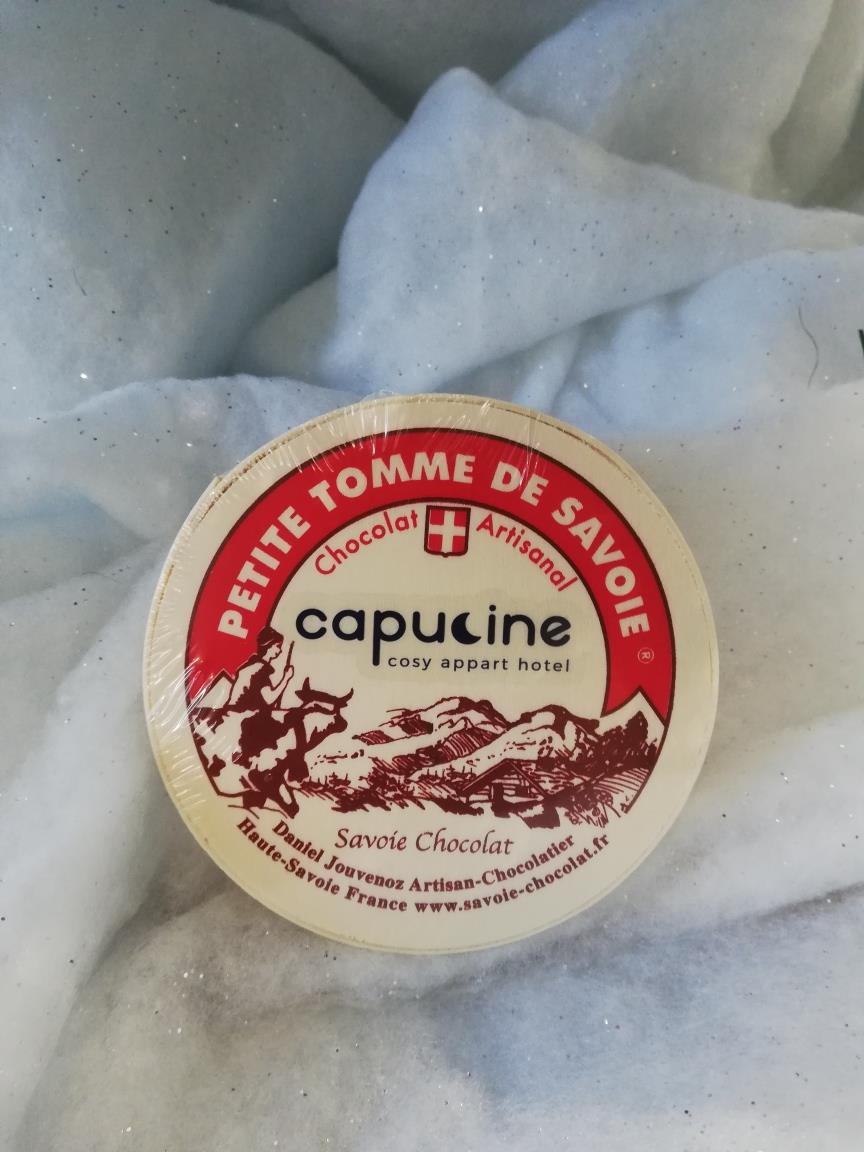 PETITE TOMME DE SAVOIE ®
Chocolat Artisanal
capucine
cosy appart hotel
Savoie Chocolat
Daniel Jouvenoz Artisan-Chocolatier
Haute-Savoie France www.savoie-chocolat.fr